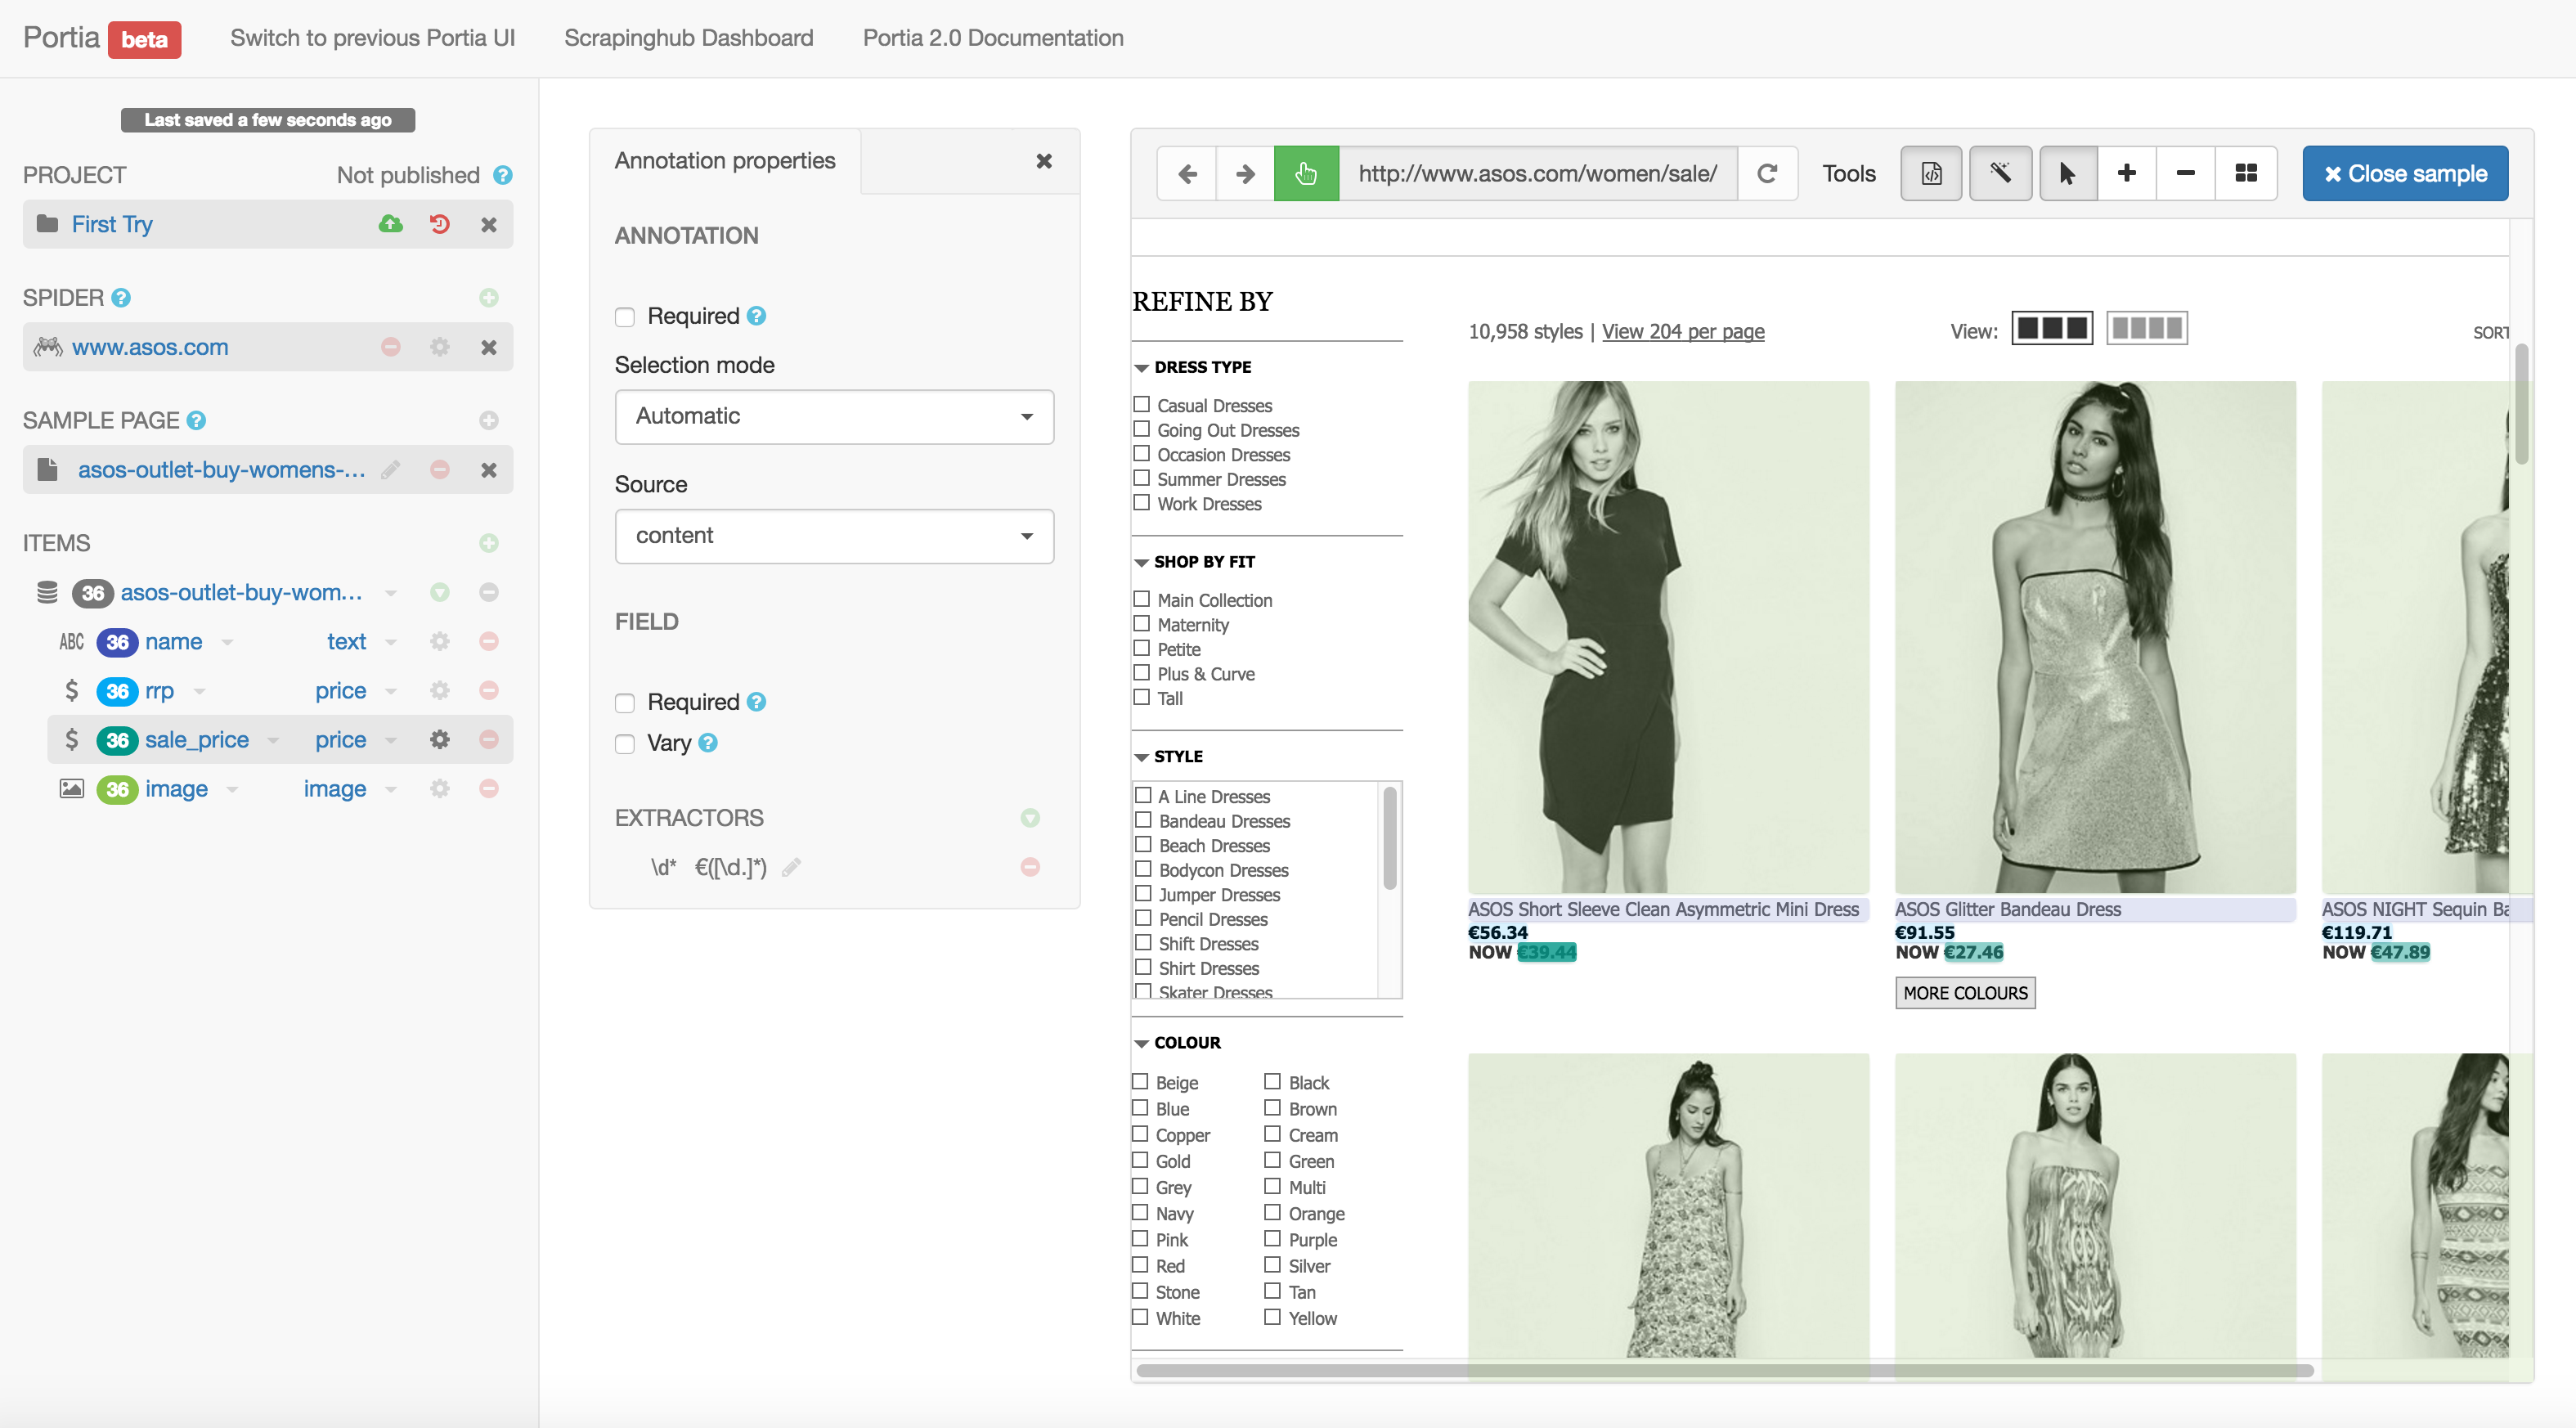 Portia beta Switch to previous Portia UI Scrapinghub Dashboard Portia 2.0 Documentation
Last saved a few seconds ago
PROJECT Not published ?
First Try
SPIDER ?
www.asos.com
SAMPLE PAGE ?
asos-outlet-buy-womens-...
ITEMS
36 asos-outlet-buy-wom...
ABC 36 name text
$ 36 rrp price
$ 36 sale_price price
36 image image
Annotation properties
ANNOTATION
Required ?
Selection mode
Automatic
Source
content
FIELD
Required ?
Vary ?
EXTRACTORS
\d* €([\d.]*)
http://www.asos.com/women/sale/ Tools Close sample
REFINE BY
10,958 styles | View 204 per page View: SORT
DRESS TYPE
Casual Dresses
Going Out Dresses
Occasion Dresses
Summer Dresses
Work Dresses
SHOP BY FIT
Main Collection
Maternity
Petite
Plus & Curve
Tall
STYLE
A Line Dresses
Bandeau Dresses
Beach Dresses
Bodycon Dresses
Jumper Dresses
Pencil Dresses
Shift Dresses
Shirt Dresses
Skater Dresses
COLOUR
Beige Black
Blue Brown
Copper Cream
Gold Green
Grey Multi
Navy Orange
Pink Purple
Red Silver
Stone Tan
White Yellow
ASOS Short Sleeve Clean Asymmetric Mini Dress
€56.34
NOW €39.44
ASOS Glitter Bandeau Dress
€91.55
NOW €27.46
MORE COLOURS
ASOS NIGHT Sequin Ba
€119.71
NOW €47.89